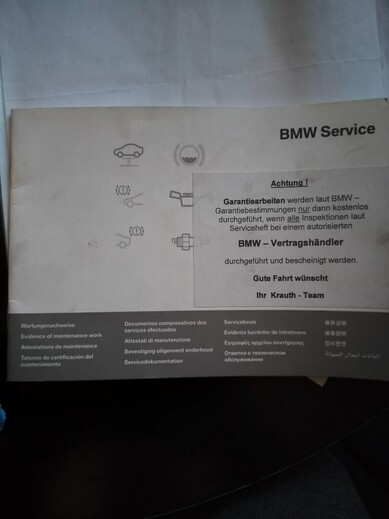 BMW Service
Achtung !
Garantiearbeiten werden laut BMW –
Garantiebestimmungen nur dann kostenlos
durchgeführt, wenn alle Inspektionen laut
Serviceheft bei einem autorisierten
BMW – Vertragshändler
durchgeführt und bescheinigt werden.
Gute Fahrt wünscht
Ihr Krauth - Team
Wartungsnachweise
Evidence of maintenance work
Attestations de maintenance
Talones de certificación del
mantenimiento
Documentos comprovativos dos
serviços efectuados
Attestati di manutenzione
Bevestiging uitgevoerd onderhoud
Servicedokumentation
Servicebevis
Evidenta lucrărilor de întreţinere
Εγγραφές αρχείου συντήρησης
Отметки о техническом
обслуживании